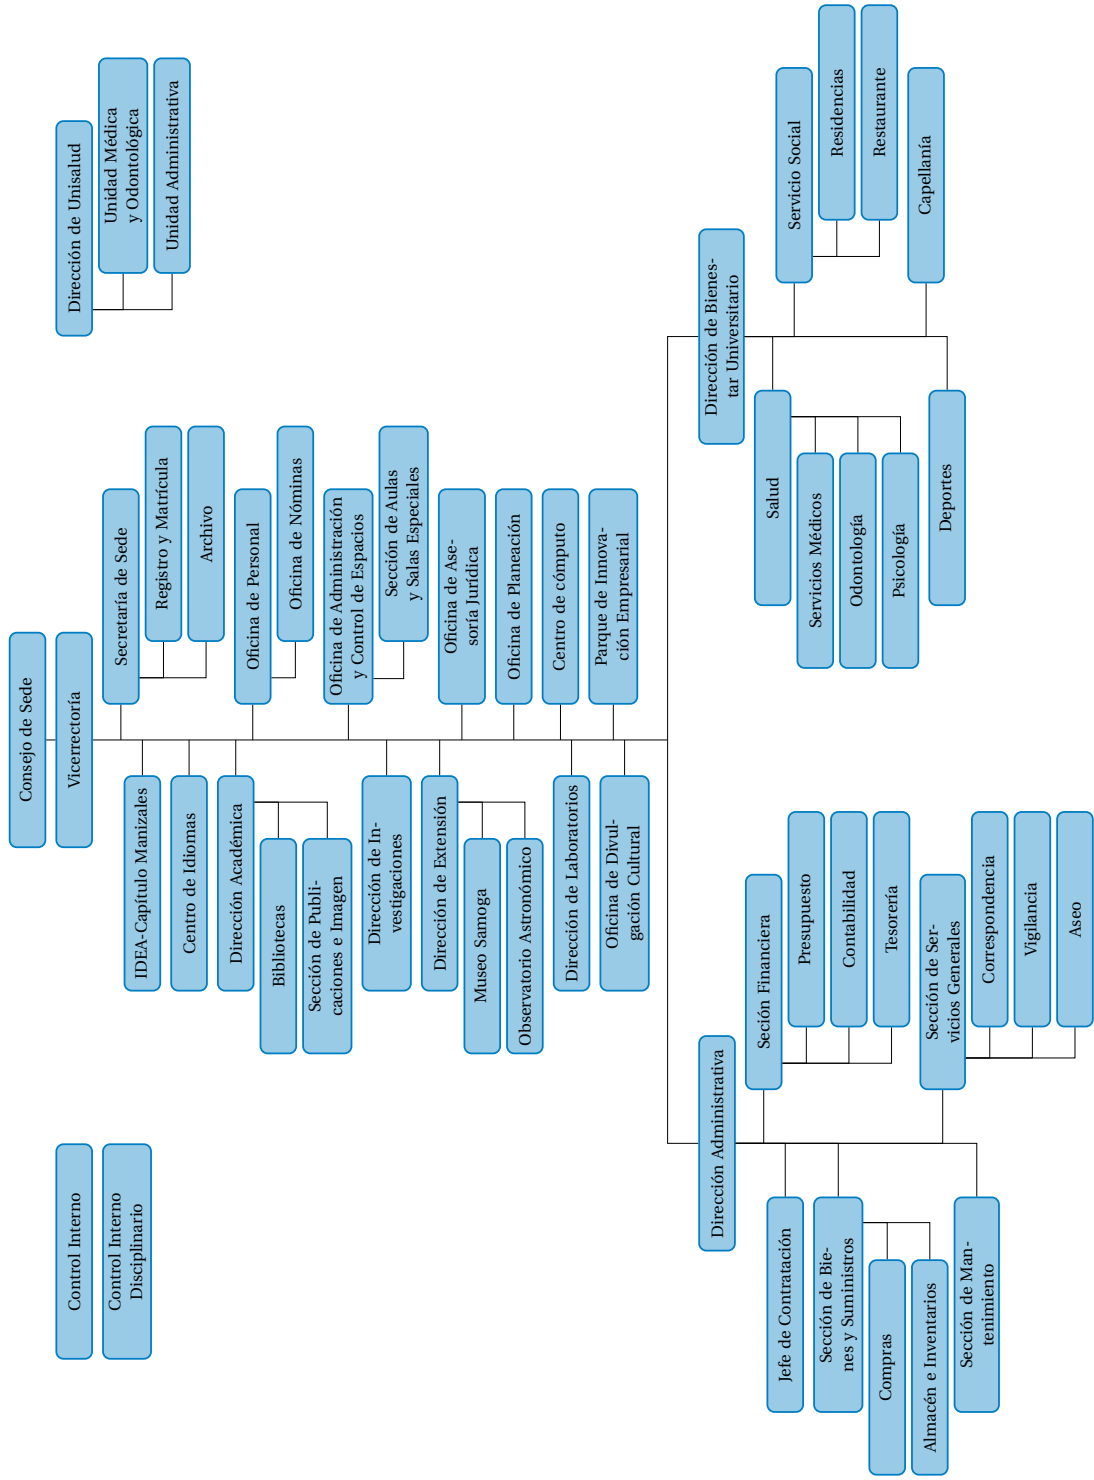 Consejo de Sede
Vicerrectoría
Control Interno
Control Interno
Disciplinario
Dirección de Unisalud
Unidad Médica
y Odontológica
Unidad Administrativa
IDEA-Capítulo Manizales
Centro de Idiomas
Dirección Académica
Bibliotecas
Sección de Publi-
caciones e Imagen
Dirección de In-
vestigaciones
Dirección de Extensión
Museo Samoga
Observatorio Astronómico
Dirección de Laboratorios
Oficina de Divul-
gación Cultural
Secretaría de Sede
Registro y Matrícula
Archivo
Oficina de Personal
Oficina de Nóminas
Oficina de Administración
y Control de Espacios
Sección de Aulas
y Salas Especiales
Oficina de Ase-
soría Jurídica
Oficina de Planeación
Centro de cómputo
Parque de Innova-
ción Empresarial
Dirección Administrativa
Jefe de Contratación
Sección de Bie-
nes y Suministros
Compras
Almacén e Inventarios
Sección de Man-
tenimiento
Seción Financiera
Presupuesto
Contabilidad
Tesorería
Sección de Ser-
vicios Generales
Correspondencia
Vigilancia
Aseo
Dirección de Bienes-
tar Universitario
Salud
Servicios Médicos
Odontología
Psicología
Deportes
Servicio Social
Residencias
Restaurante
Capellanía